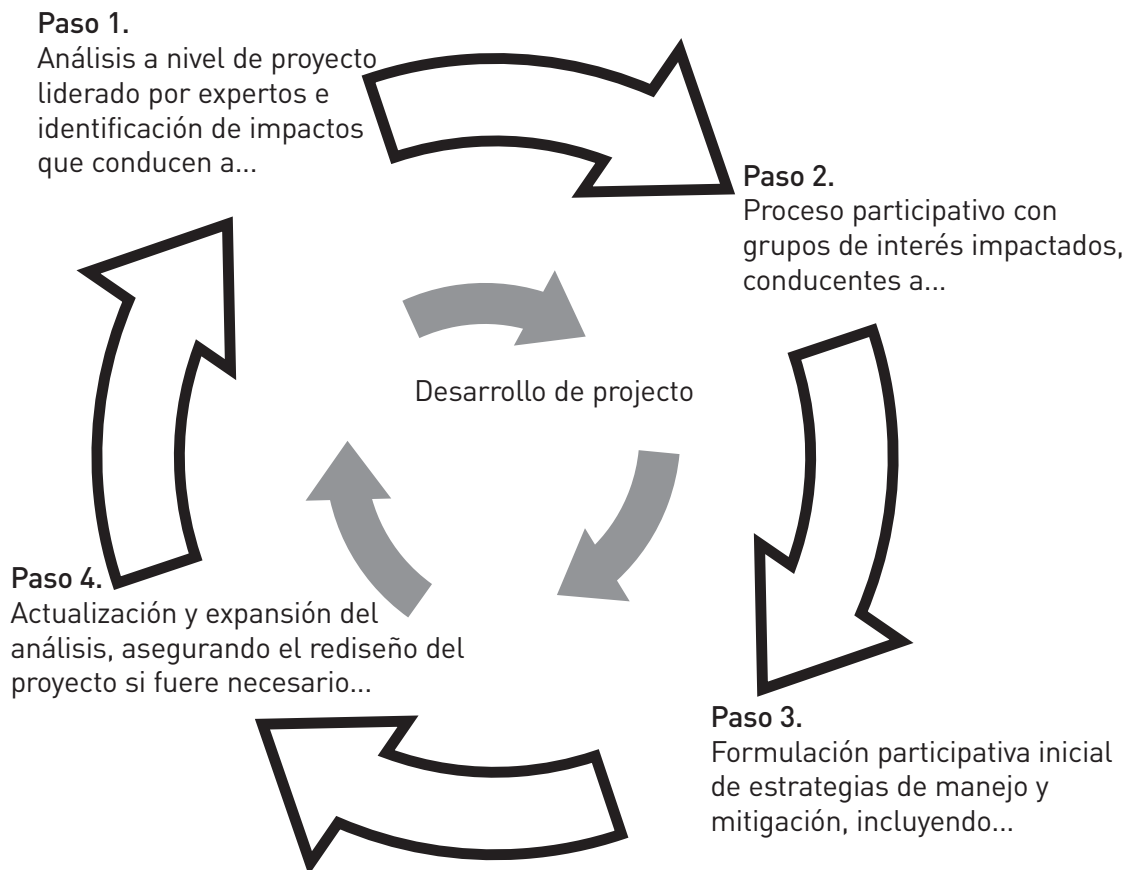 Paso 1.
Análisis a nivel de proyecto
liderado por expertos e
identificación de impactos
que conducen a...
Paso 2.
Proceso participativo con
grupos de interés impactados,
conducentes a...
Desarrollo de projecto
Paso 3.
Formulación participativa inicial
de estrategias de manejo y
mitigación, incluyendo...
Paso 4.
Actualización y expansión del
análisis, asegurando el rediseño del
proyecto si fuere necesario...